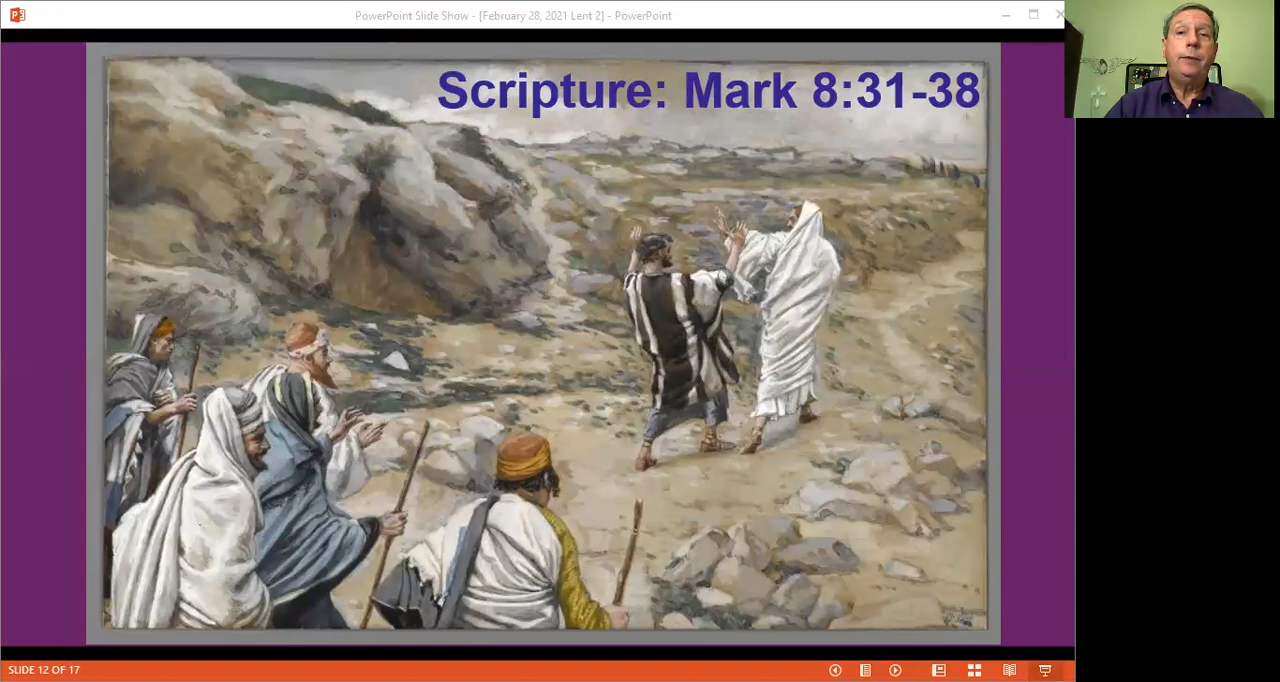 PowerPoint Slide Show - [February 28, 2021 Lent 2] - PowerPoint
Scripture: Mark 8:31-38
SLIDE 12 OF 17